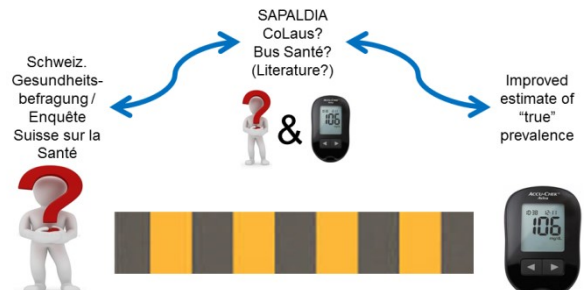 SAPALDIA
CoLaus?
Bus Santé?
(Literature?)
Schweiz.
Gesundheits-
befragung /
Enquête
Suisse sur la
Santé
Improved
estimate of
“true”
prevalence
&
106
ACCU-CHEK
106